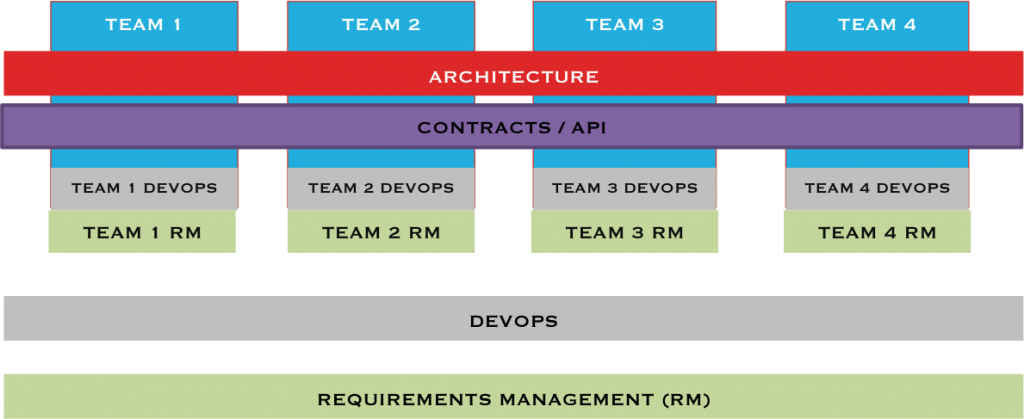 TEAM 1 TEAM 2 TEAM 3 TEAM 4
ARCHITECTURE
CONTRACTS / API
TEAM 1 DEVOPS TEAM 2 DEVOPS TEAM 3 DEVOPS TEAM 4 DEVOPS
TEAM 1 RM TEAM 2 RM TEAM 3 RM TEAM 4 RM
DEVOPS
REQUIREMENTS MANAGEMENT (RM)